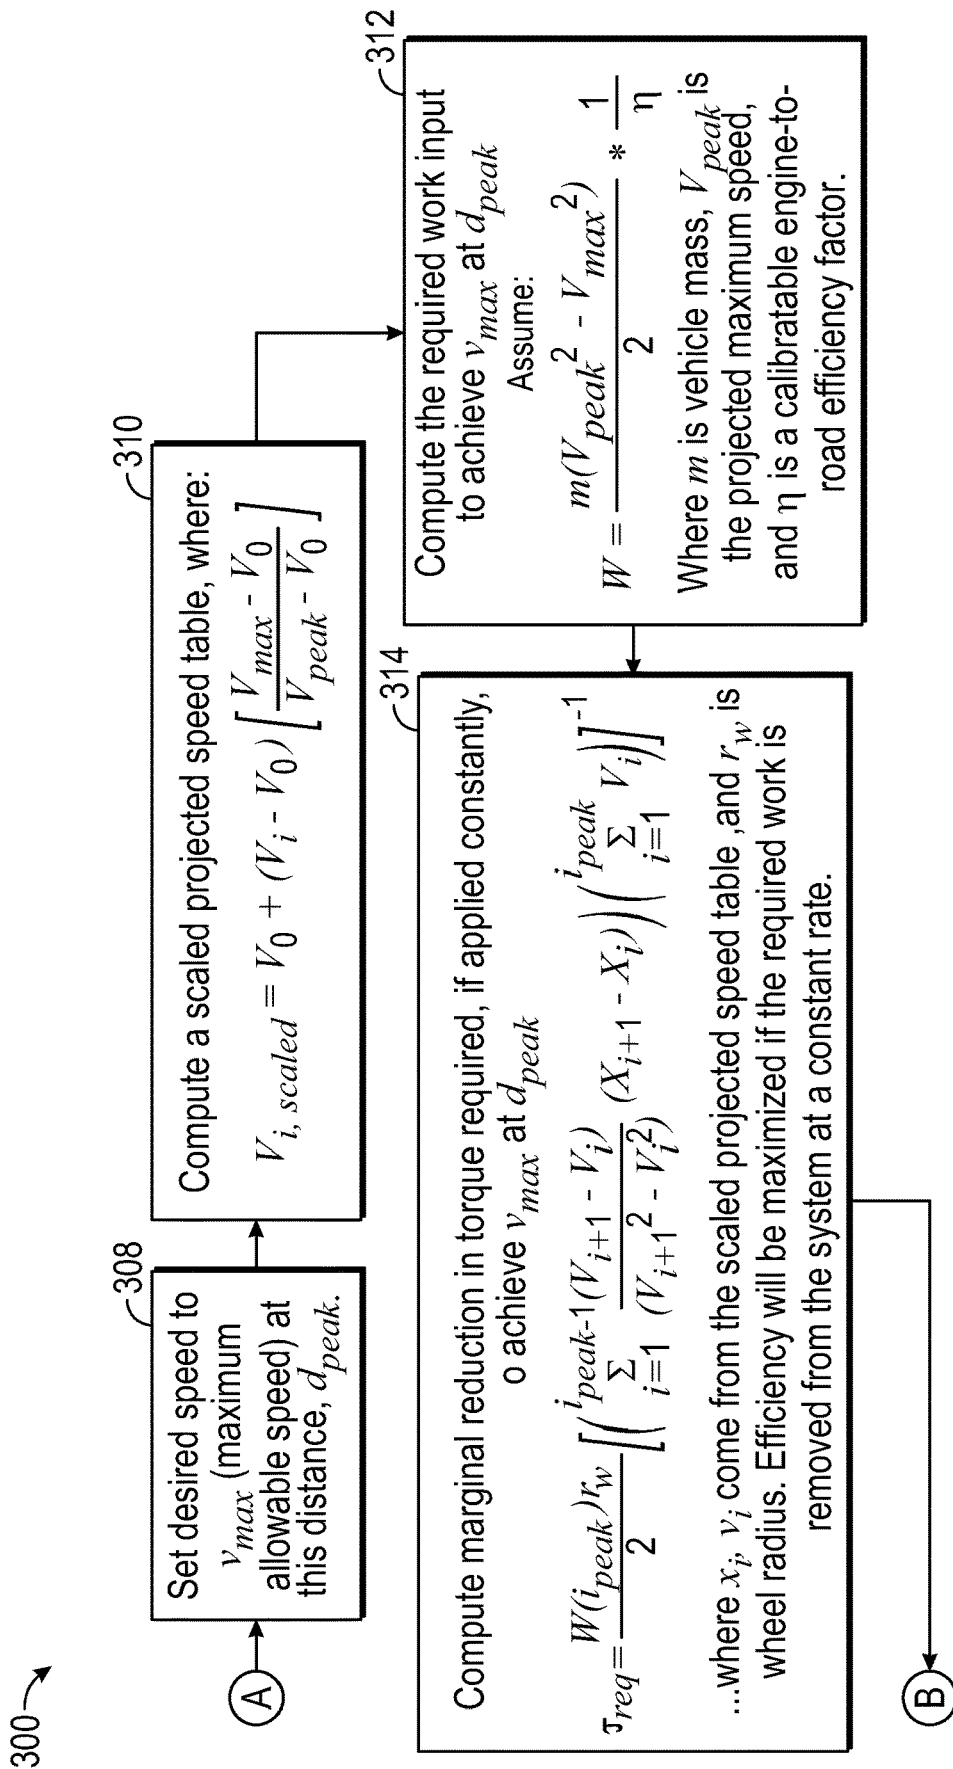 300
A
308
Set desired speed to
v_max (maximum
allowable speed) at
this distance, d_peak.
310
Compute a scaled projected speed table, where:
V_{i, scaled} = V_0 + (V_i - V_0) [ (V_max - V_0) / (V_peak - V_0) ]
312
Compute the required work input
to achieve v_max at d_peak
Assume:
W = m(V_peak^2 - V_max^2) / 2 * 1 / η
Where m is vehicle mass, V_peak is
the projected maximum speed,
and η is a calibratable engine-to-
road efficiency factor.
314
Compute marginal reduction in torque required, if applied constantly,
o achieve v_max at d_peak
τ_req = W(i_peak)r_w / 2 [ ( Σ_{i=1}^{i_peak-1} (V_{i+1} - V_i) / (V_{i+1}^2 - V_i^2) (X_{i+1} - X_i) ) ( Σ_{i=1}^{i_peak} V_i ) ]^{-1}
...where x_i, v_i come from the scaled projected speed table ,and r_w is
wheel radius. Efficiency will be maximized if the required work is
removed from the system at a constant rate.
B